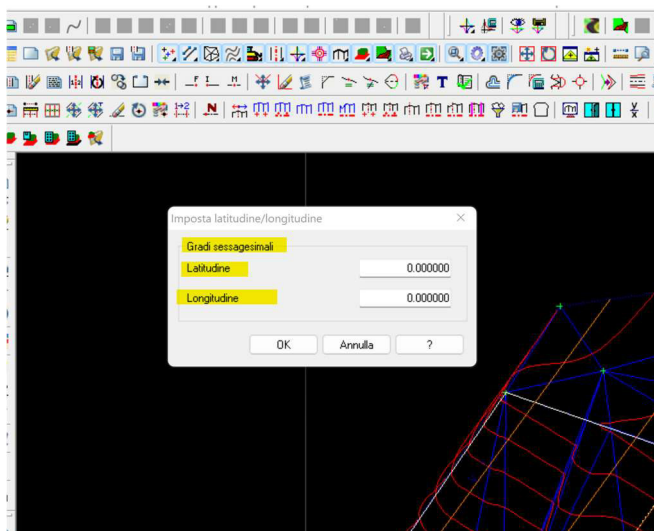 Imposta latitudine/longitudine
Gradi sessagesimali
Latitudine 0.000000
Longitudine 0.000000
OK Annulla ?